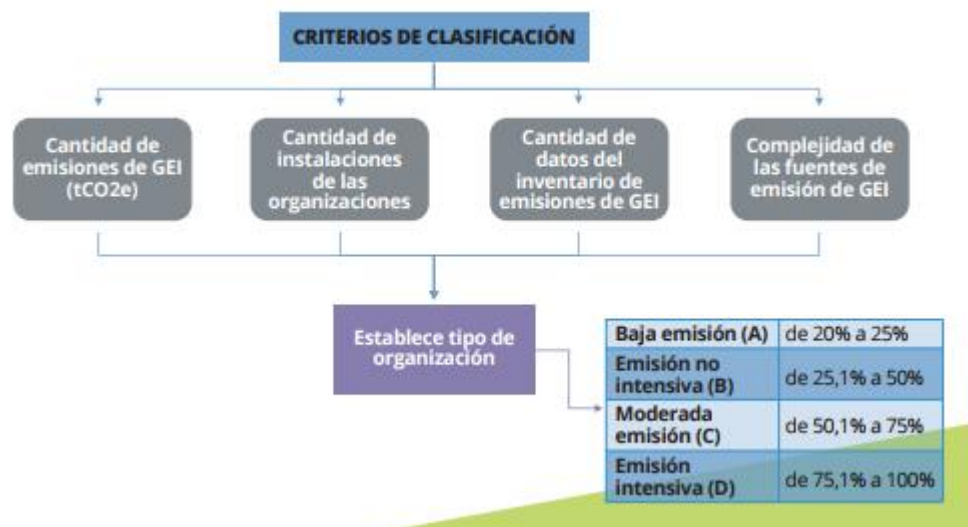 CRITERIOS DE CLASIFICACIÓN
Cantidad de
emisiones de GEI
(tCO2e)
Cantidad de
instalaciones
de las
organizaciones
Cantidad de
datos del
inventario de
emisiones de GEI
Complejidad de
las fuentes de
emisión de GEI
Establece tipo de
organización
Baja emisión (A) de 20% a 25%
Emisión no
intensiva (B) de 25,1% a 50%
Moderada
emisión (C) de 50,1% a 75%
Emisión
intensiva (D) de 75,1% a 100%